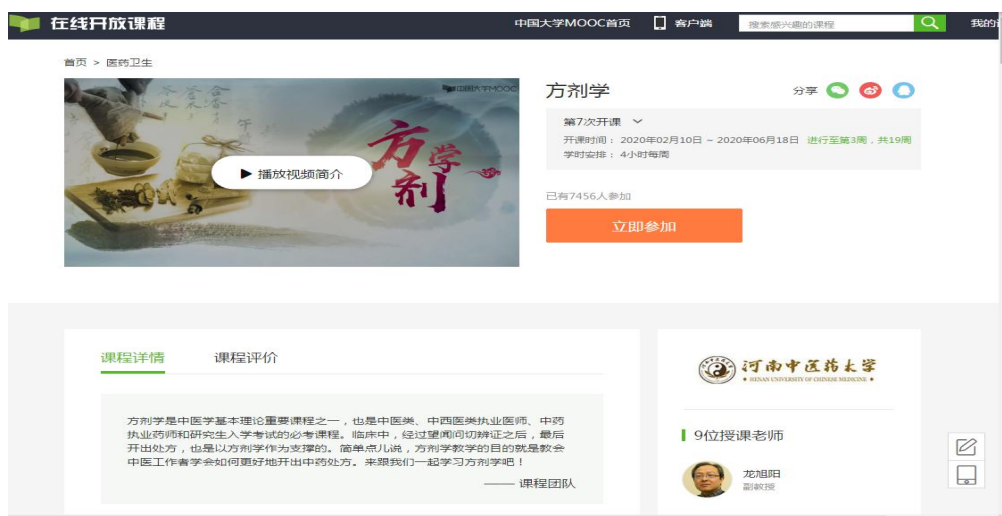 在线开放课程
中国大学MOOC首页
客户端
搜索感兴趣的课程
我的
首页 > 医药卫生
中国大学MOOC
方剂学
播放视频简介
方剂学
分享
第7次开课
开课时间： 2020年02月10日 ~ 2020年06月18日 进行至第3周，共19周
学时安排： 4小时每周
已有7456人参加
立即参加
课程详情
课程评价
方剂学是中医学基本理论重要课程之一，也是中医类、中西医类执业医师、中药
执业药师和研究生入学考试的必考课程。临床中，经过望闻问切辨证之后，最后
开出处方，也是以方剂学作为支撑的。简单点儿说，方剂学教学的目的就是教会
中医工作者学会如何更好地开出中药处方。来跟我们一起学习方剂学吧！
—— 课程团队
河南中医药大学
HENAN UNIVERSITY OF CHINESE MEDICINE
9位授课老师
龙旭阳
副教授